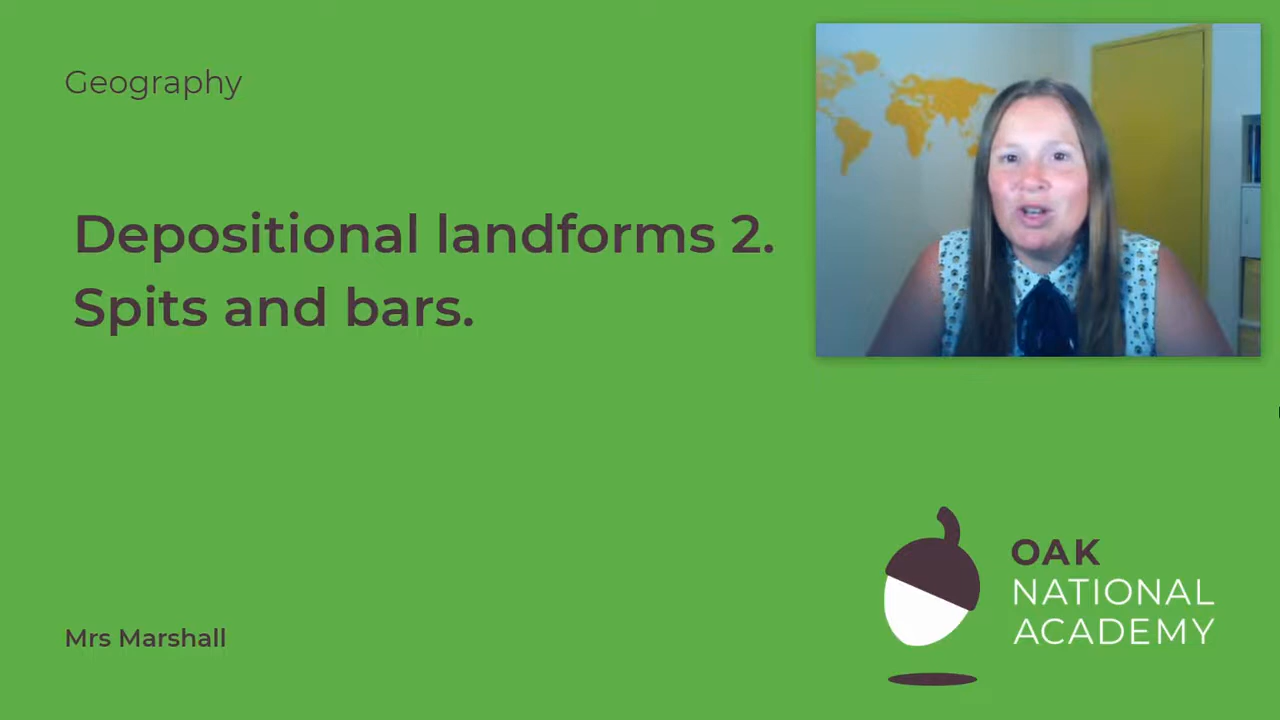 Geography
Depositional landforms 2.
Spits and bars.
Mrs Marshall
OAK
NATIONAL
ACADEMY